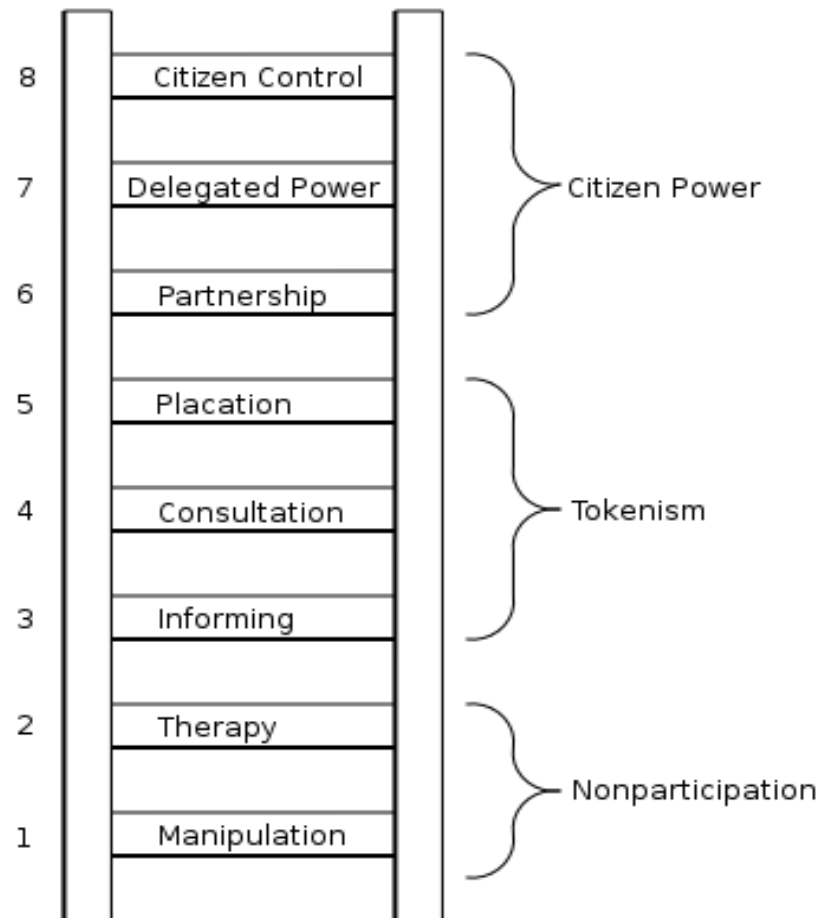 8 Citizen Control
7 Delegated Power
Citizen Power
6 Partnership
5 Placation
4 Consultation
Tokenism
3 Informing
2 Therapy
Nonparticipation
1 Manipulation